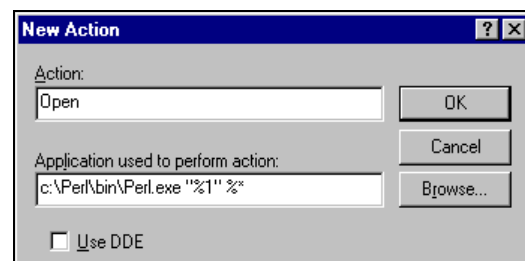 New Action
Action:
Open
OK
Cancel
Application used to perform action:
c:\Perl\bin\Perl.exe "%1" %*
Browse...
Use DDE